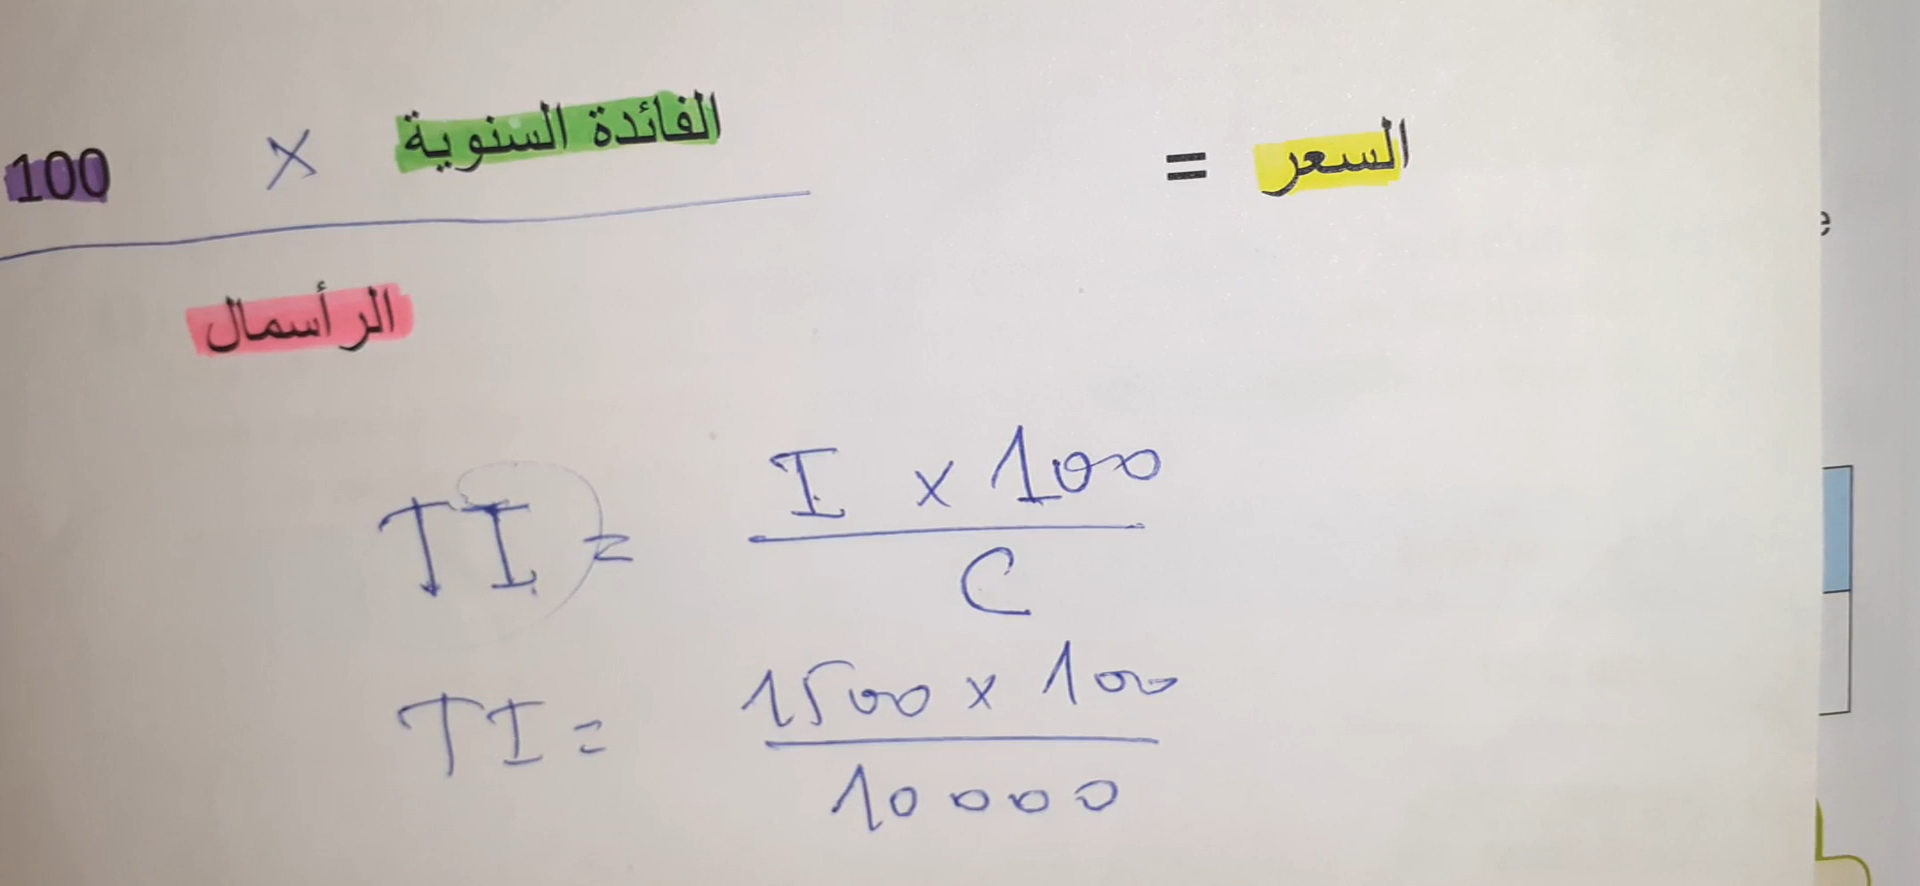 السعر = الفائدة السنوية × 100
الرأسمال
TI = I × 100
C
TI = 1500 × 100
10000
e